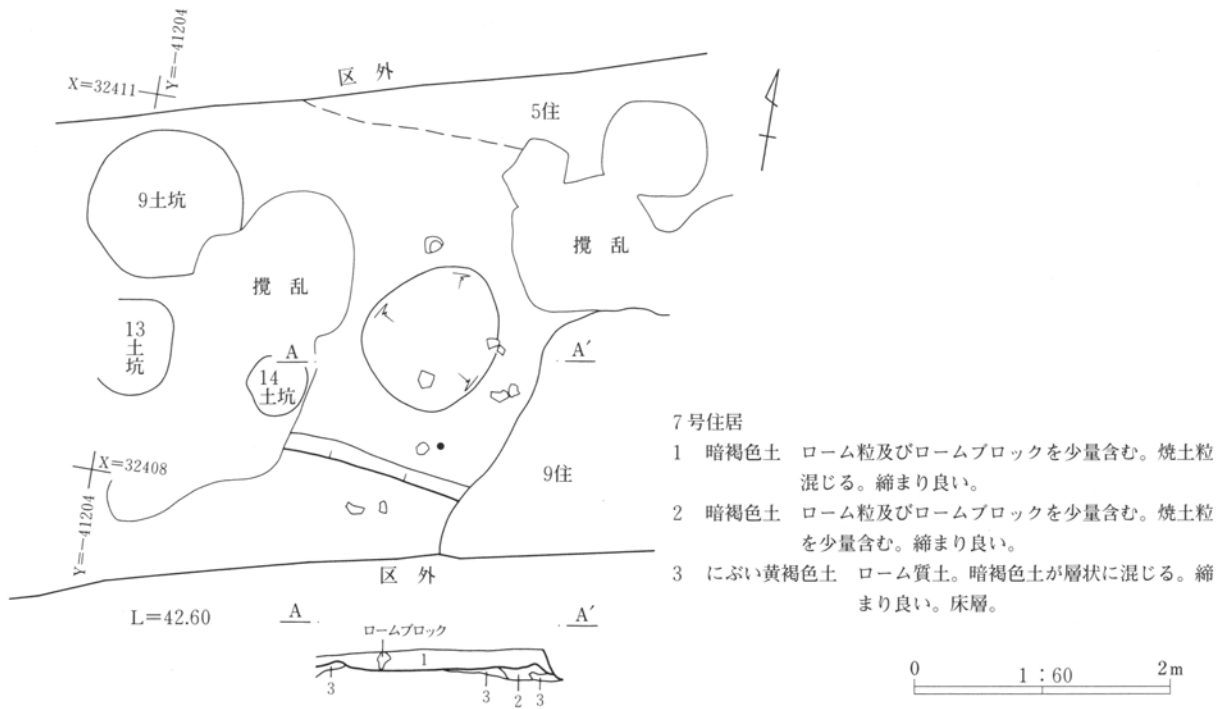 X=32411
Y=-41204
区 外
5住
9土坑
攪 乱
攪 乱
13
土
坑
A
14
土坑
A′
X=32408
Y=-41204
9住
区 外
7号住居
1 暗褐色土 ローム粒及びロームブロックを少量含む。焼土粒
混じる。締まり良い。
2 暗褐色土 ローム粒及びロームブロックを少量含む。焼土粒
を少量含む。締まり良い。
3 にぶい黄褐色土 ローム質土。暗褐色土が層状に混じる。締
まり良い。床層。
L=42.60
A
A′
ロームブロック
1
3
3
2
3
0
1:60
2m